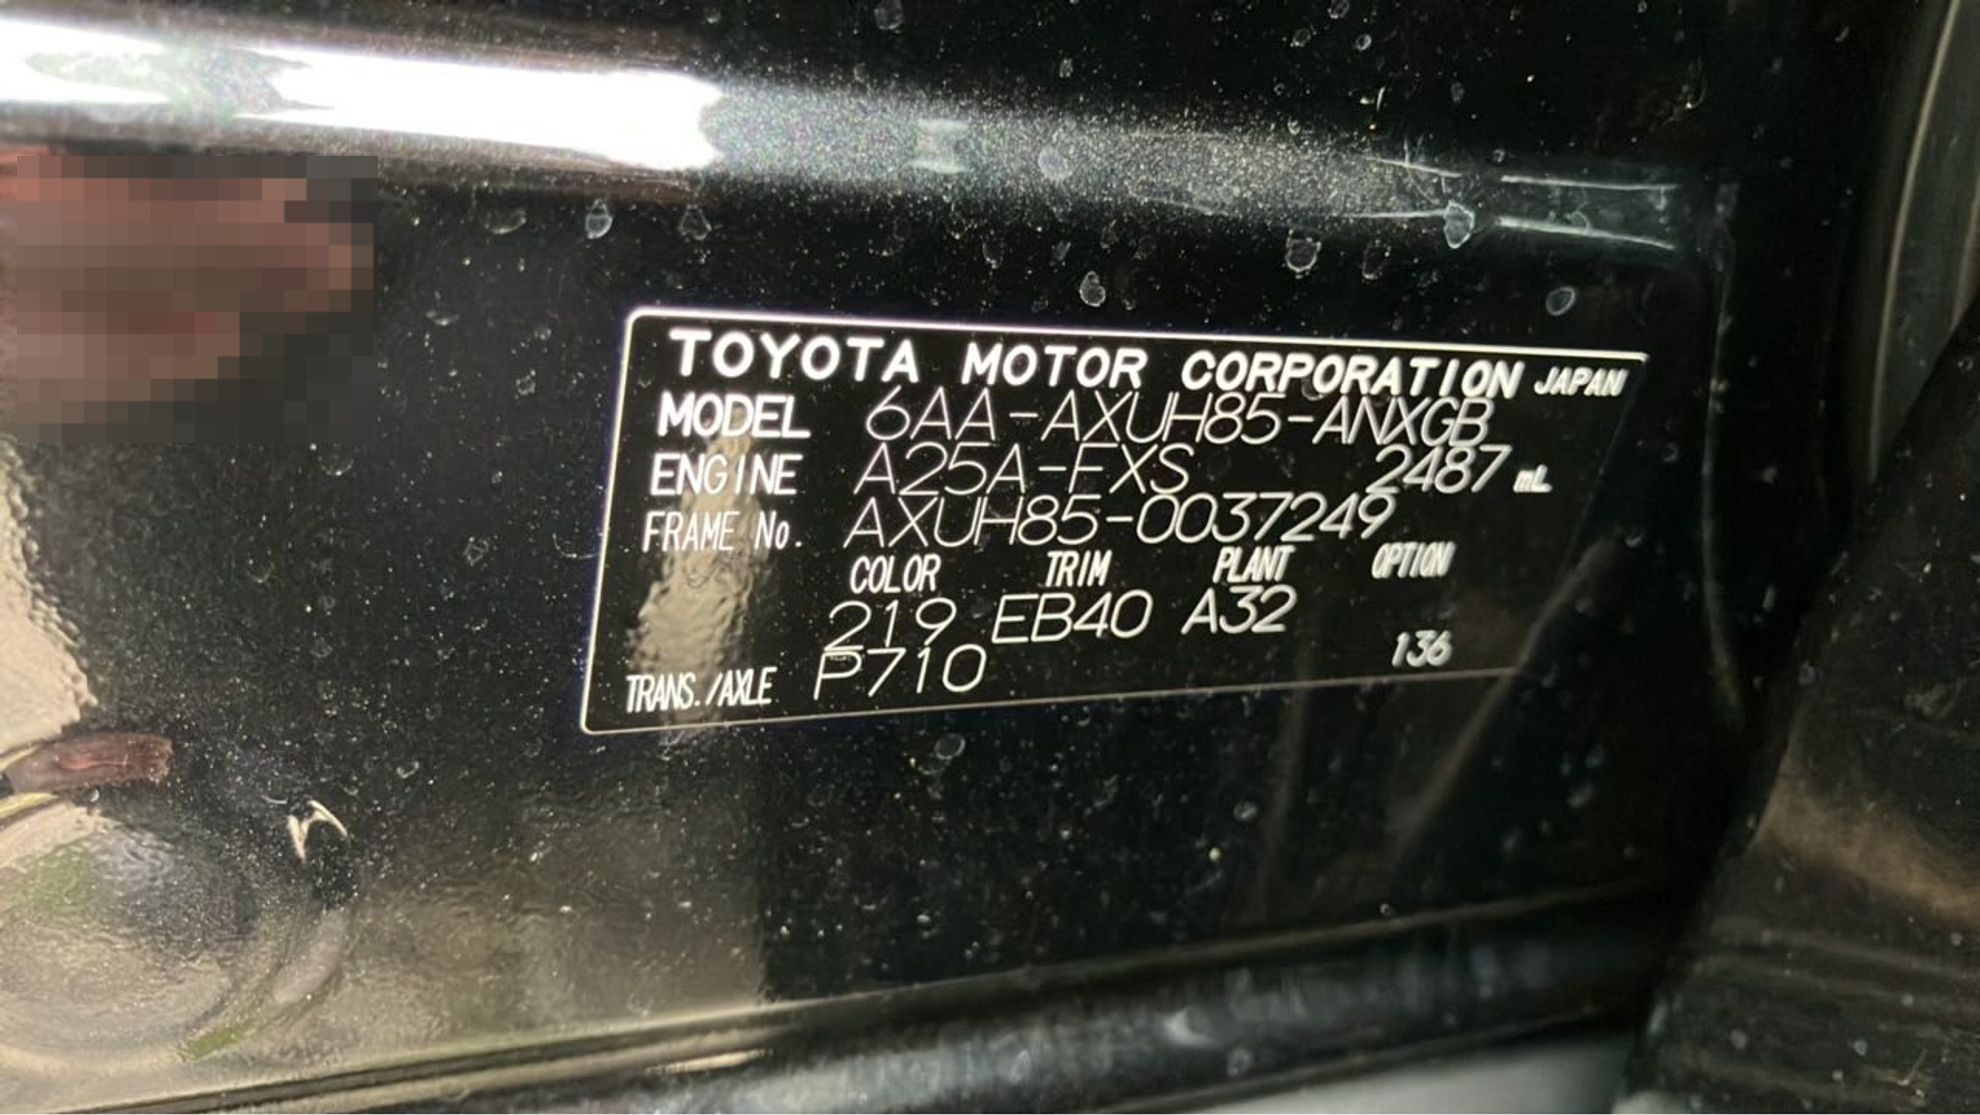 TOYOTA MOTOR CORPORATION JAPAN
MODEL 6AA-AXUH85-ANXGB
ENGINE A25A-FXS 2487 mL
FRAME No. AXUH85-0037249
COLOR TRIM PLANT OPTION
219 EB40 A32
TRANS./AXLE P710 136